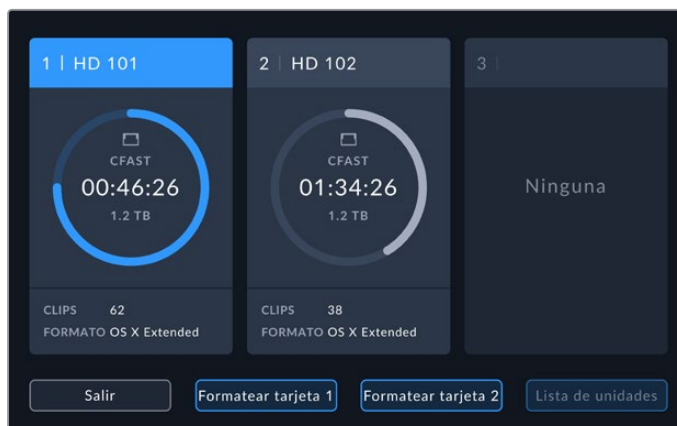 1 | HD 101
CFAST
00:46:26
1.2 TB
CLIPS 62
FORMATO OS X Extended
2 | HD 102
CFAST
01:34:26
1.2 TB
CLIPS 38
FORMATO OS X Extended
3 |
Ninguna
Salir
Formatear tarjeta 1
Formatear tarjeta 2
Lista de unidades